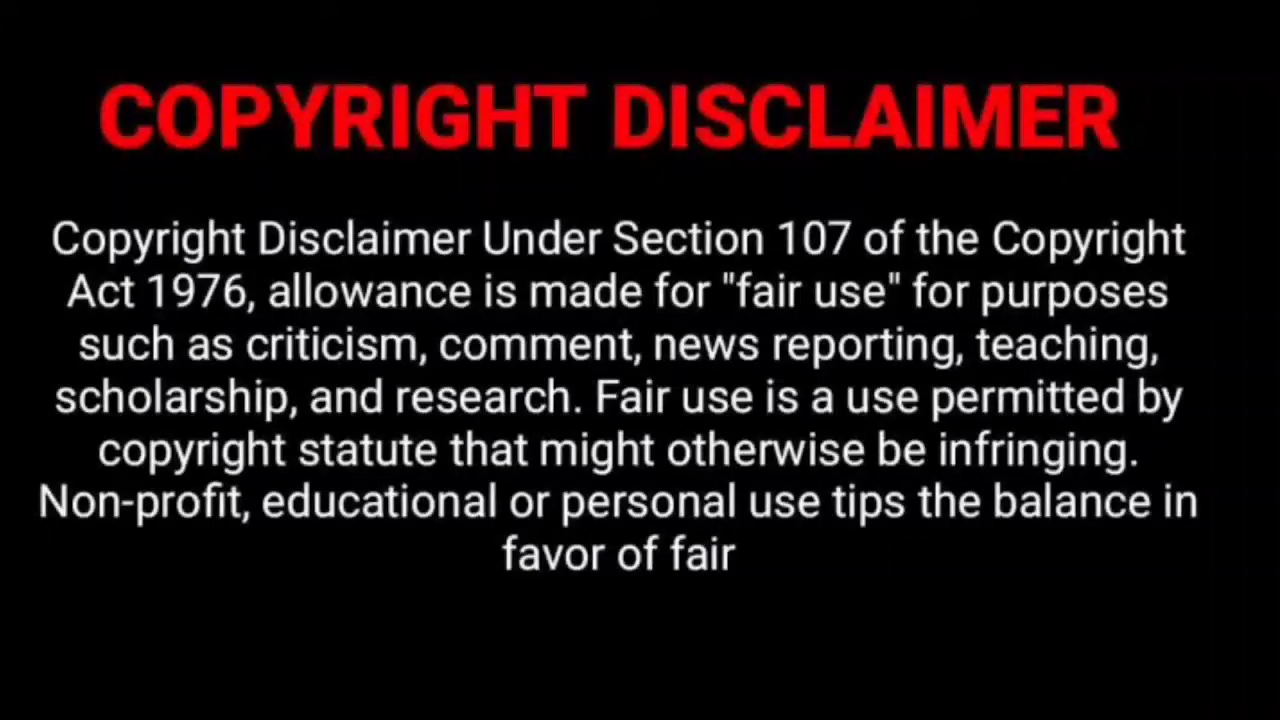 COPYRIGHT DISCLAIMER
Copyright Disclaimer Under Section 107 of the Copyright
Act 1976, allowance is made for "fair use" for purposes
such as criticism, comment, news reporting, teaching,
scholarship, and research. Fair use is a use permitted by
copyright statute that might otherwise be infringing.
Non-profit, educational or personal use tips the balance in
favor of fair